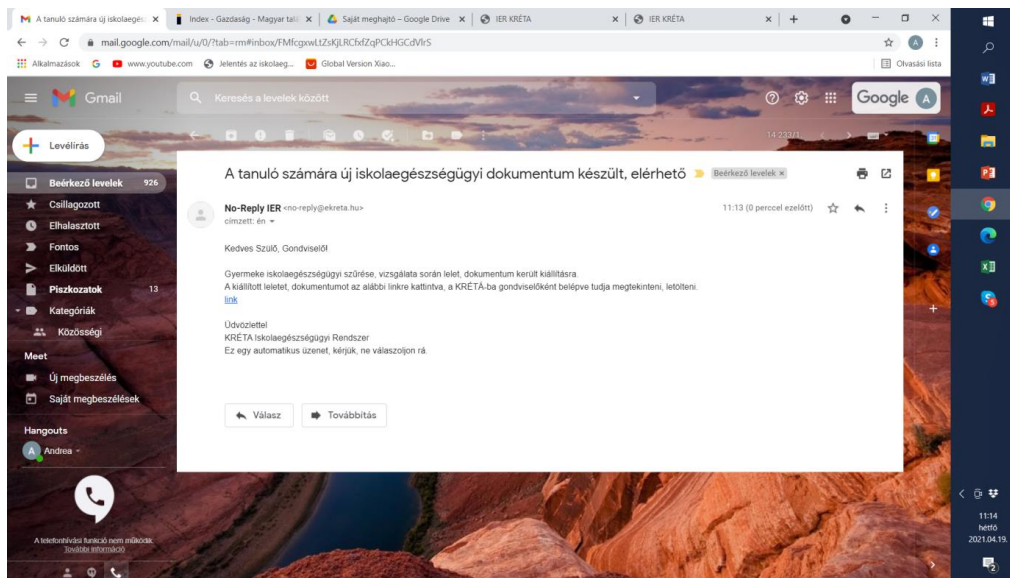 A tanuló számára új iskolaegész
Index - Gazdaság - Magyar talá
Saját meghajtó – Google Drive
IER KRÉTA
IER KRÉTA
mail.google.com/mail/u/0/?tab=rm#inbox/FMfcgxwLtZsKjLRCfxfZqPCkHGCdVlrS
Alkalmazások
www.youtube.com
Jelentés az iskolaeg...
Global Version Xiao...
Olvasási lista
Gmail
Keresés a levelek között
Google
A
Levélírás
14 233/1
Beérkező levelek 926
Csillagozott
Elhalasztott
Fontos
Elküldött
Piszkozatok 13
Kategóriák
Közösségi
Meet
Új megbeszélés
Saját megbeszélések
Hangouts
A Andrea
A telefonhívási funkció nem működik.
További információ
A tanuló számára új iskolaegészségügyi dokumentum készült, elérhető
Beérkező levelek ×
No-Reply IER <no-reply@ekreta.hu>
címzett: én
11:13 (0 perccel ezelőtt)
Kedves Szülő, Gondviselő!
Gyermeke iskolaegészségügyi szűrése, vizsgálata során lelet, dokumentum került kiállításra.
A kiállított leletet, dokumentumot az alábbi linkre kattintva, a KRÉTÁ-ba gondviselőként belépve tudja megtekinteni, letölteni.
link
Üdvözlettel
KRÉTA Iskolaegészségügyi Rendszer
Ez egy automatikus üzenet, kérjük, ne válaszoljon rá.
Válasz
Továbbítás
11:14
hétfő
2021.04.19.
2